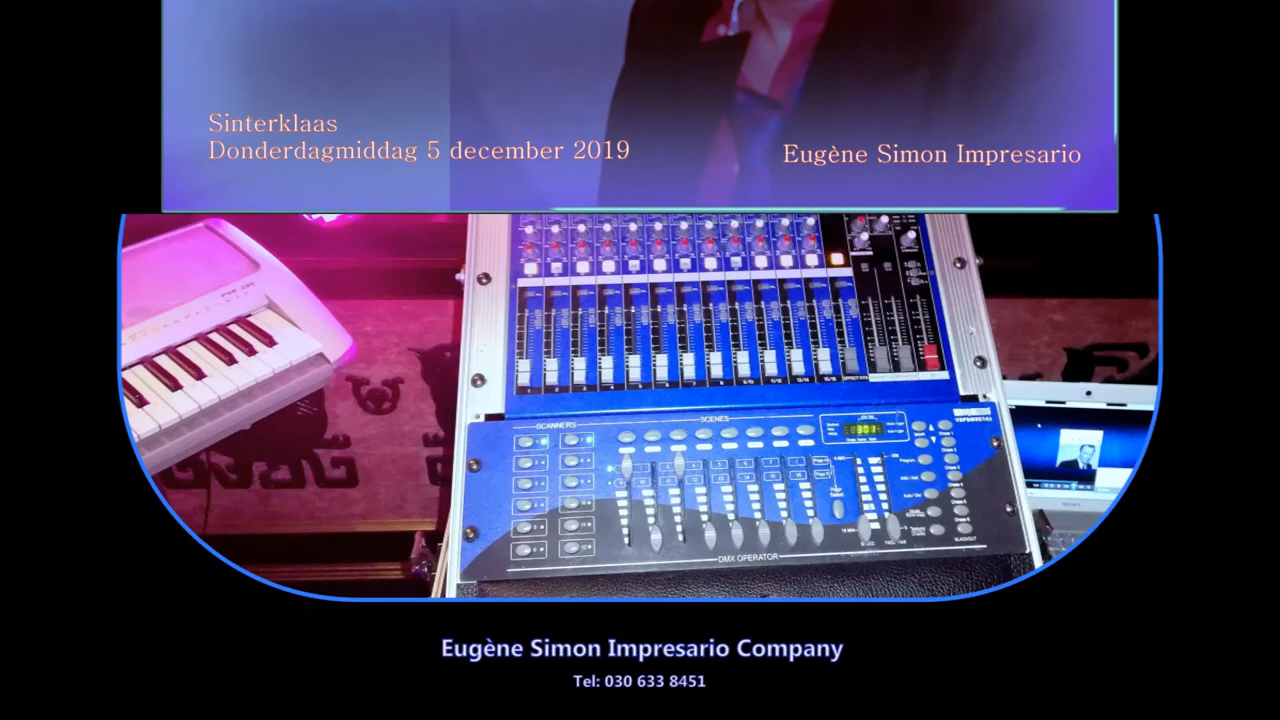 Sinterklaas
Donderdagmiddag 5 december 2019
Eugène Simon Impresario
SCANNERS
SCENES
DMX OPERATOR
BLACKOUT
Eugène Simon Impresario Company
Tel: 030 633 8451